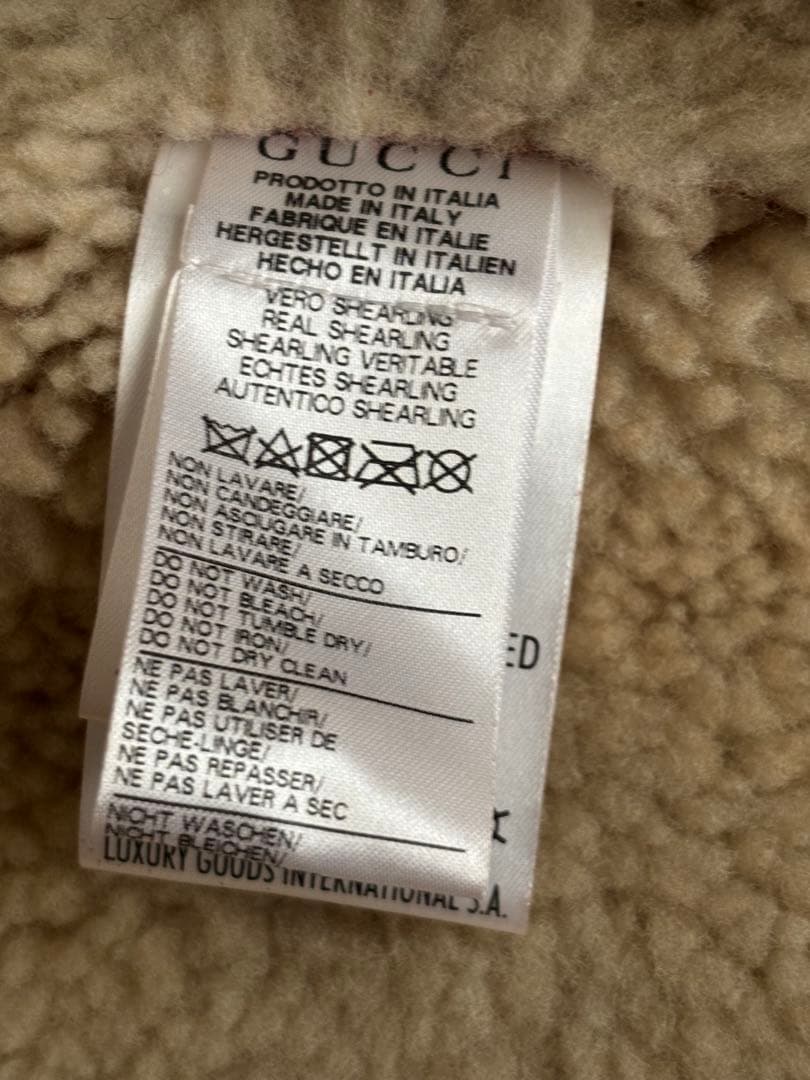 GUCCI
PRODOTTO IN ITALIA
MADE IN ITALY
FABRIQUE EN ITALIE
HERGESTELLT IN ITALIEN
HECHO EN ITALIA
VERO SHEARLING
REAL SHEARLING
SHEARLING VERITABLE
ECHTES SHEARLING
AUTENTICO SHEARLING
NON LAVARE/
NON CANDEGGIARE/
NON ASCIUGARE IN TAMBURO/
NON STIRARE/
NON LAVARE A SECCO
DO NOT WASH/
DO NOT BLEACH/
DO NOT TUMBLE DRY/
DO NOT IRON/
DO NOT DRY CLEAN
NE PAS LAVER/
NE PAS BLANCHIR/
NE PAS UTILISER DE
SECHE-LINGE/
NE PAS REPASSER/
NE PAS LAVER A SEC
NICHT WASCHEN/
NICHT BLEICHEN/
ED
LUXURY GOODS INTERNATIONAL S.A.